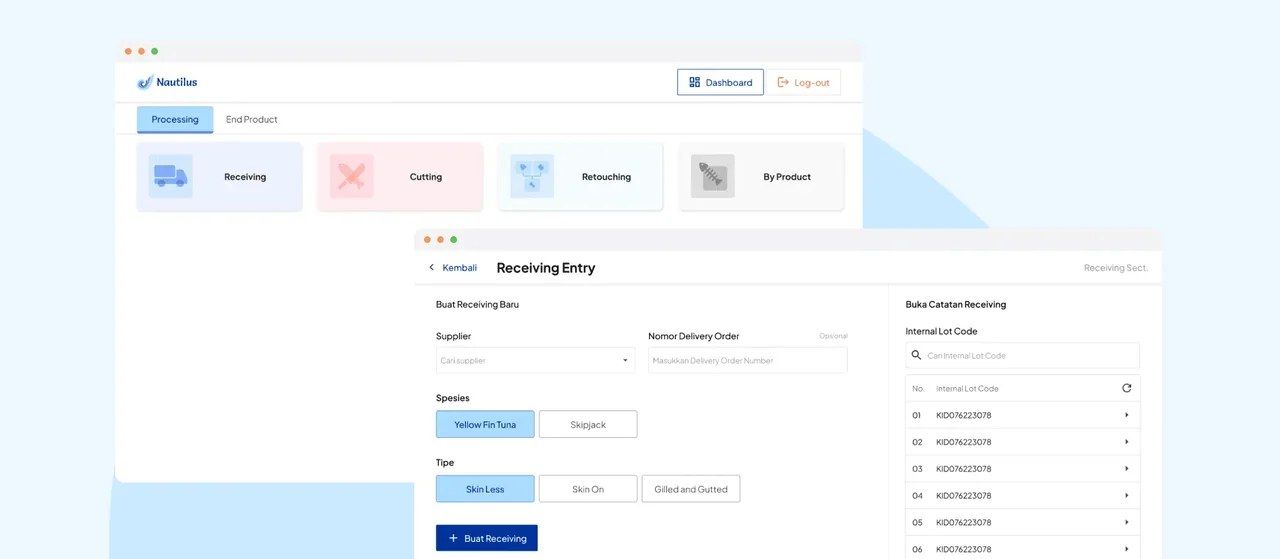 Nautilus
Dashboard
Log-out
Processing
End Product
Receiving
Cutting
Retouching
By Product
Kembali
Receiving Entry
Receiving Sect.
Buat Receiving Baru
Supplier
Cari supplier
Nomor Delivery Order
Opsional
Masukkan Delivery Order Number
Spesies
Yellow Fin Tuna
Skipjack
Tipe
Skin Less
Skin On
Gilled and Gutted
+ Buat Receiving
Buka Catatan Receiving
Internal Lot Code
Cari Internal Lot Code
No. Internal Lot Code
01 KID076223078
02 KID076223078
03 KID076223078
04 KID076223078
05 KID076223078
06 KID076223078